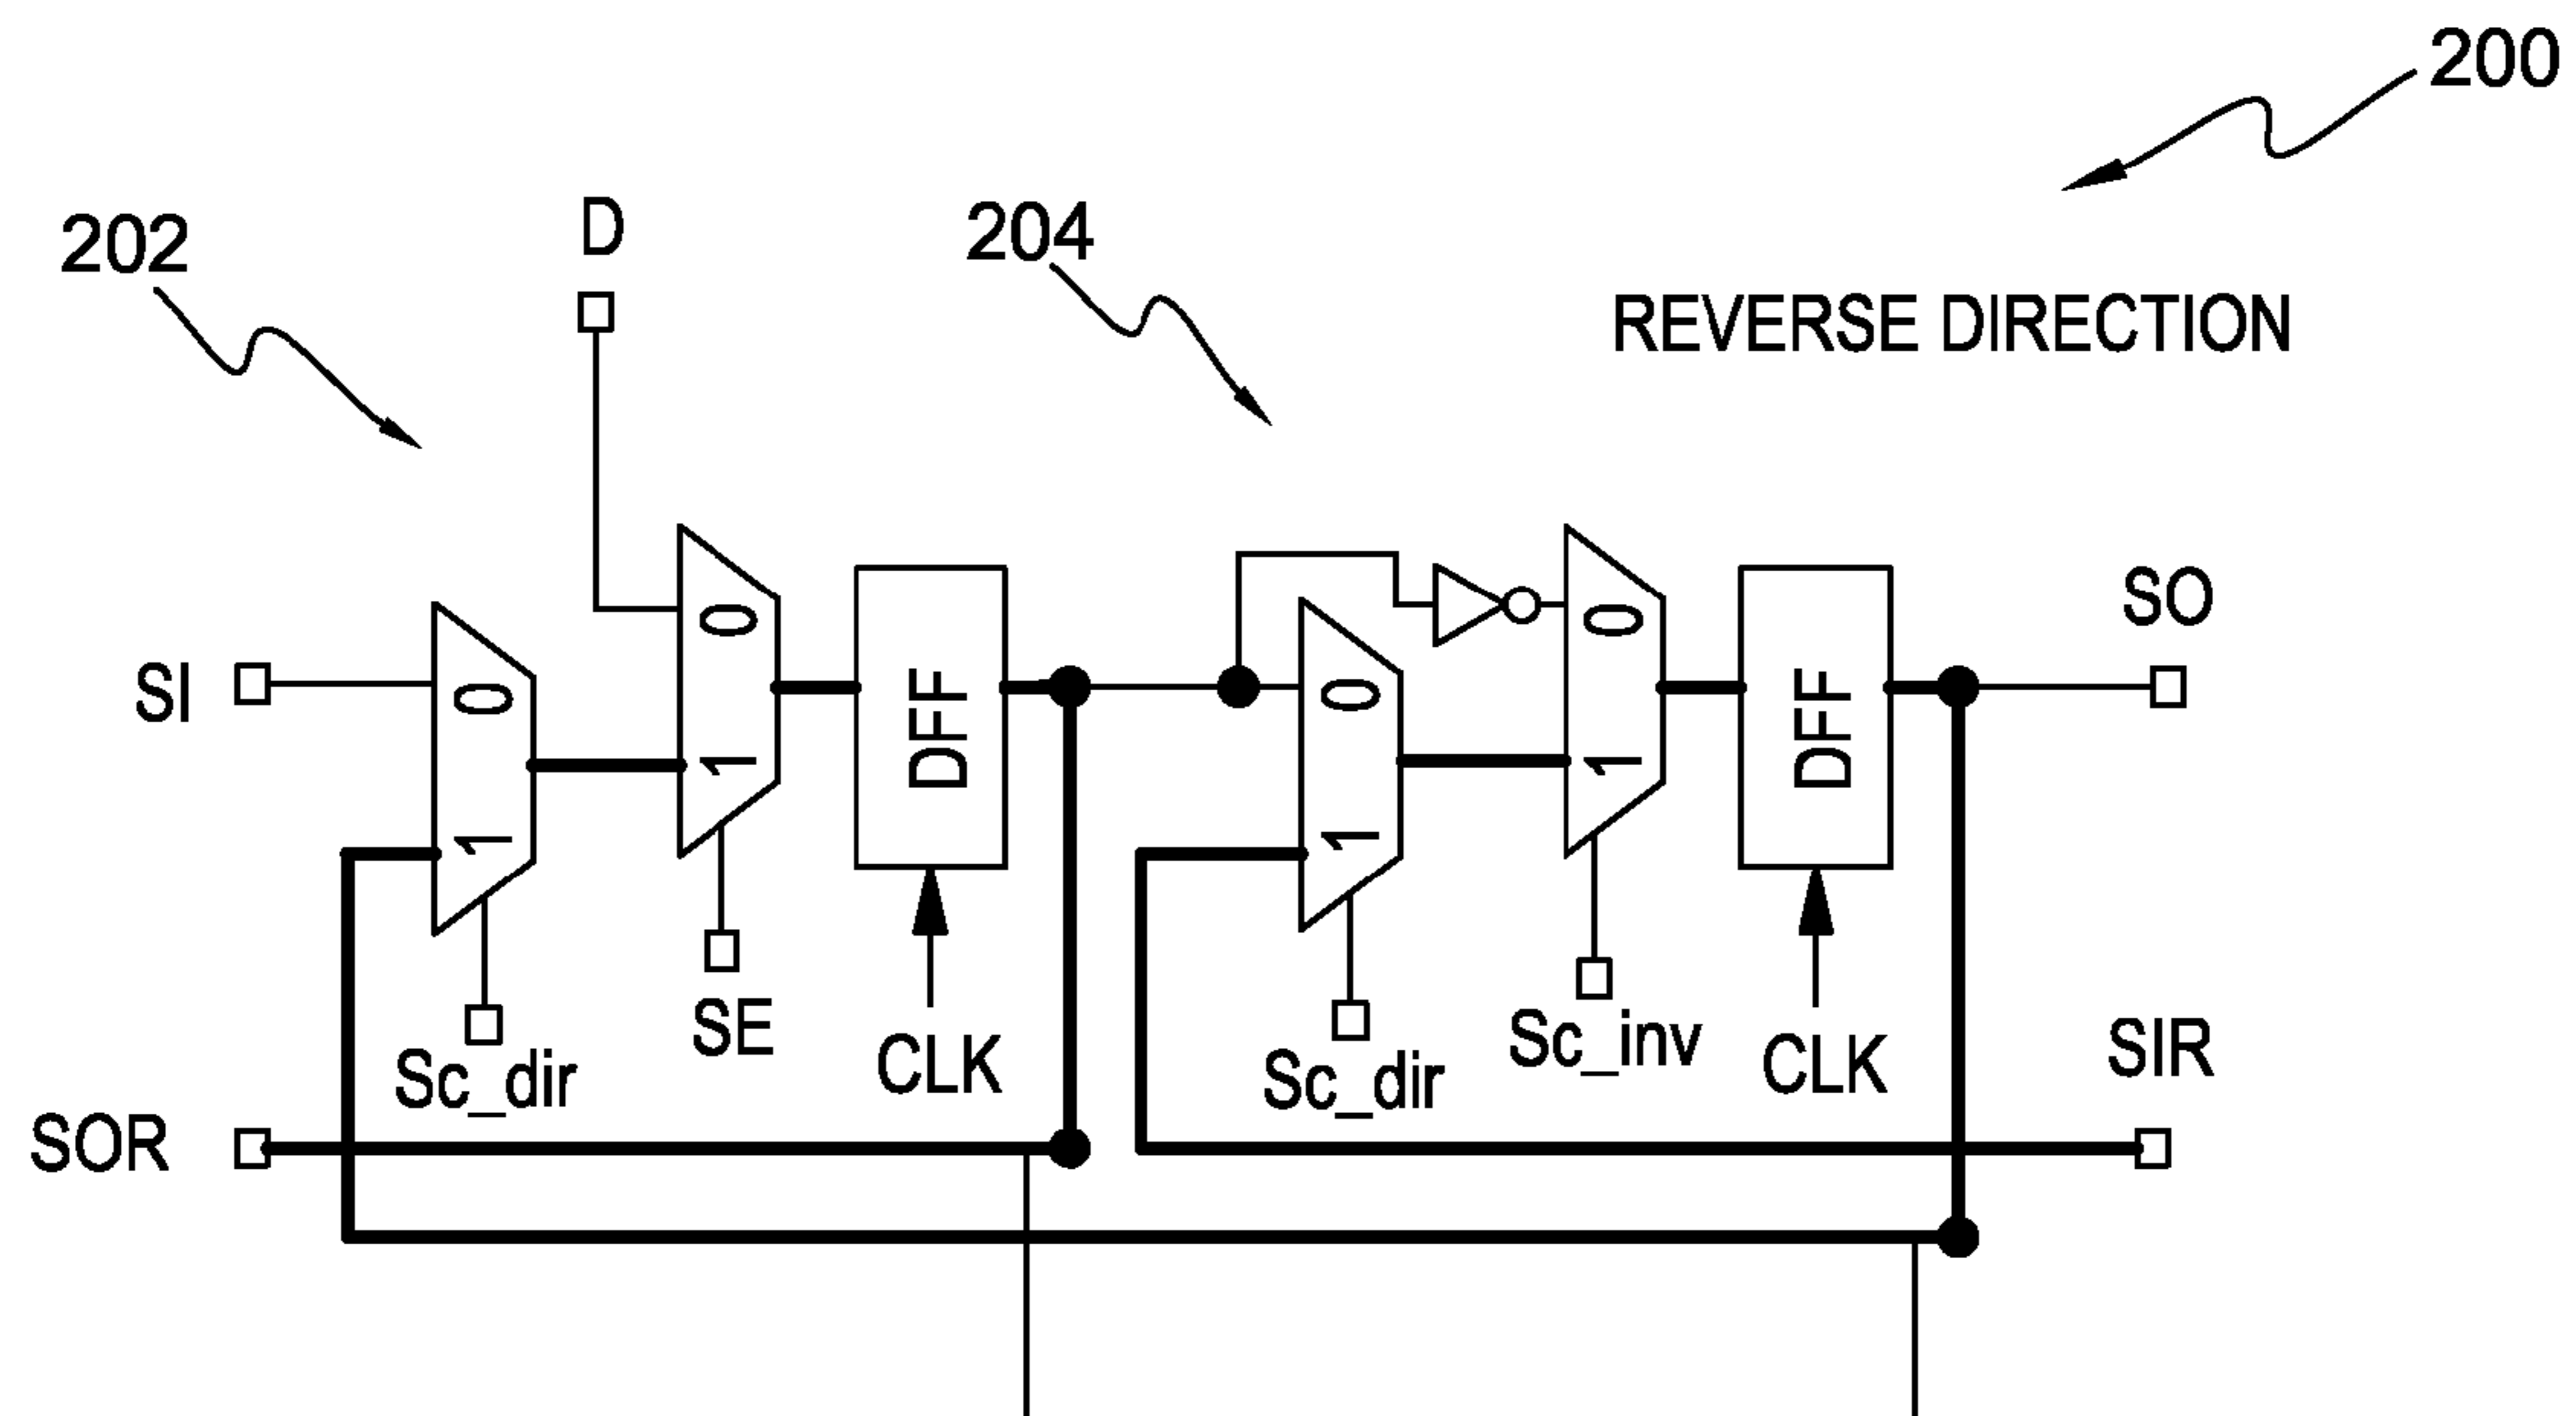 200
202
D
204
REVERSE DIRECTION
SI
0
1
0
1
DFF
0
1
0
1
DFF
SO
Sc_dir
SE
CLK
Sc_dir
Sc_inv
CLK
SIR
SOR